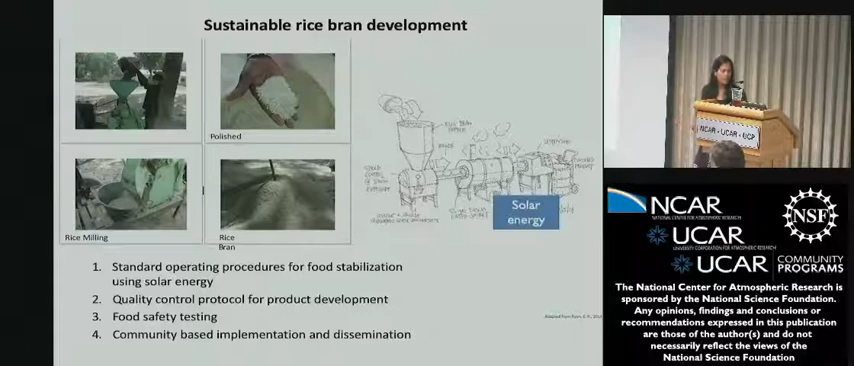 Sustainable rice bran development
Polished
Rice Milling
Rice
Bran
Solar
energy
1. Standard operating procedures for food stabilization
using solar energy
2. Quality control protocol for product development
3. Food safety testing
4. Community based implementation and dissemination
NCAR - UCAR - UCP
NCAR
NATIONAL CENTER FOR ATMOSPHERIC RESEARCH
NSF
UCAR
UNIVERSITY CORPORATION FOR ATMOSPHERIC RESEARCH
UCAR
COMMUNITY
PROGRAMS
The National Center for Atmospheric Research is
sponsored by the National Science Foundation.
Any opinions, findings and conclusions or
recommendations expressed in this publication
are those of the author(s) and do not
necessarily reflect the views of the
National Science Foundation